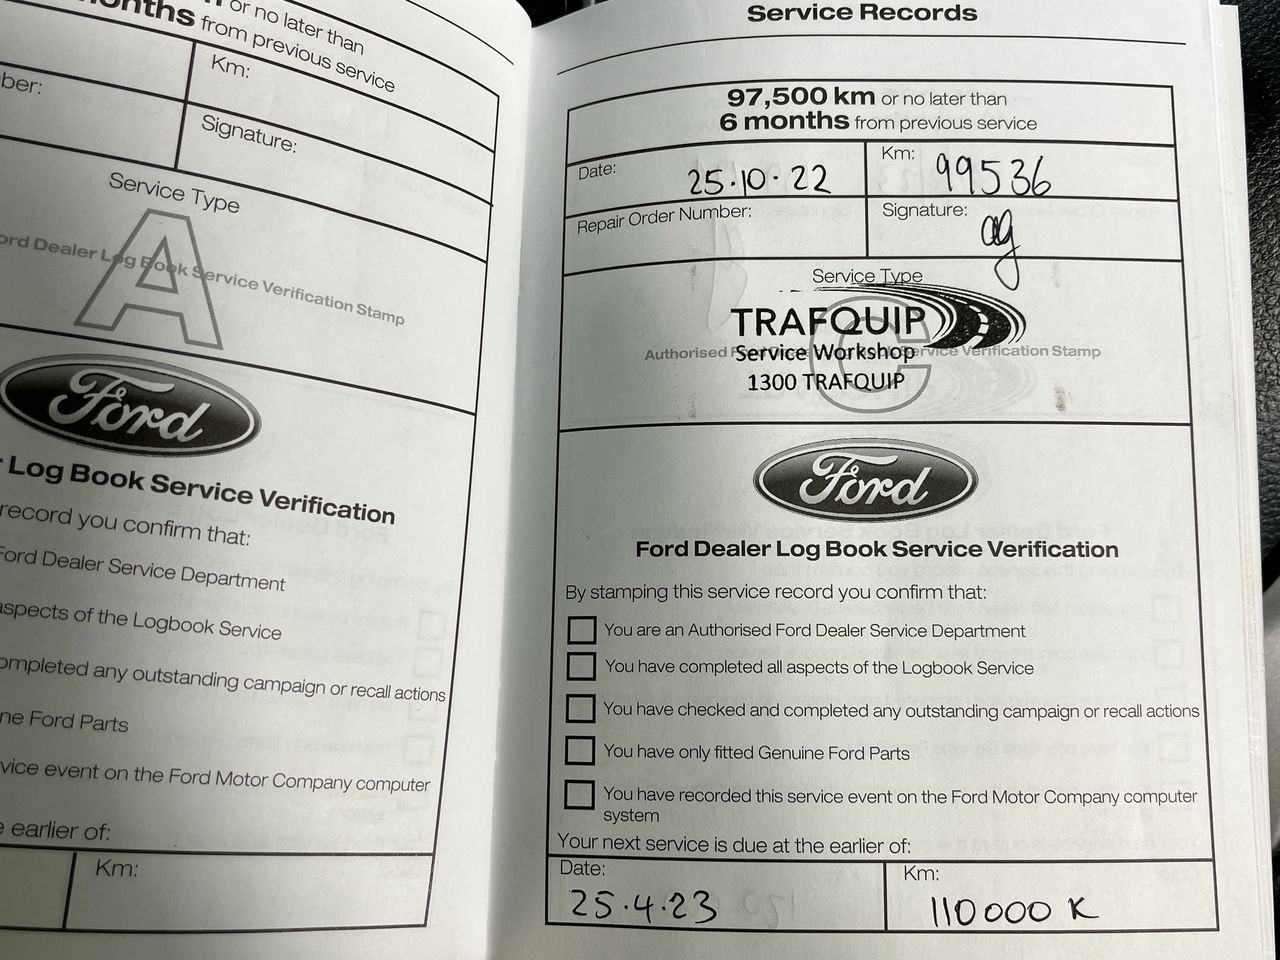 or no later than
months from previous service
Km:
Signature:
Service Type
A
Dealer Log Book Service Verification Stamp
Ford
Log Book Service Verification
record you confirm that:
Ford Dealer Service Department
aspects of the Logbook Service
completed any outstanding campaign or recall actions
Ford Parts
event on the Ford Motor Company computer
earlier of:
Km:
Service Records
97,500 km or no later than
6 months from previous service
Date: 25.10.22
Km: 99536
Repair Order Number:
Signature: ag
Service Type
C
TRAFQUIP
Service Workshop
1300 TRAFQUIP
Authorised Service Verification Stamp
Ford
Ford Dealer Log Book Service Verification
By stamping this service record you confirm that:
You are an Authorised Ford Dealer Service Department
You have completed all aspects of the Logbook Service
You have checked and completed any outstanding campaign or recall actions
You have only fitted Genuine Ford Parts
You have recorded this service event on the Ford Motor Company computer
system
Your next service is due at the earlier of:
Date: 25.4.23
Km: 110000 K